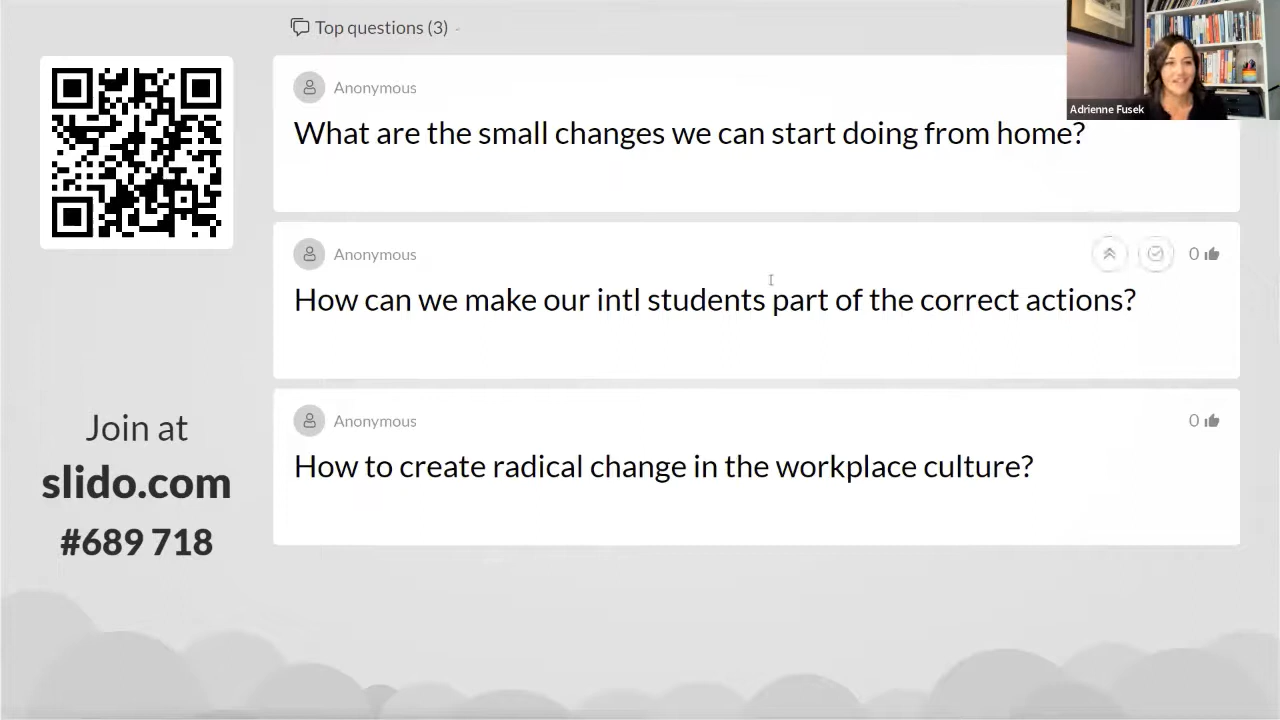 Top questions (3)
Adrienne Fusek
Anonymous
What are the small changes we can start doing from home?
Anonymous
0
How can we make our intl students part of the correct actions?
Anonymous
0
How to create radical change in the workplace culture?
Join at
slido.com
#689 718